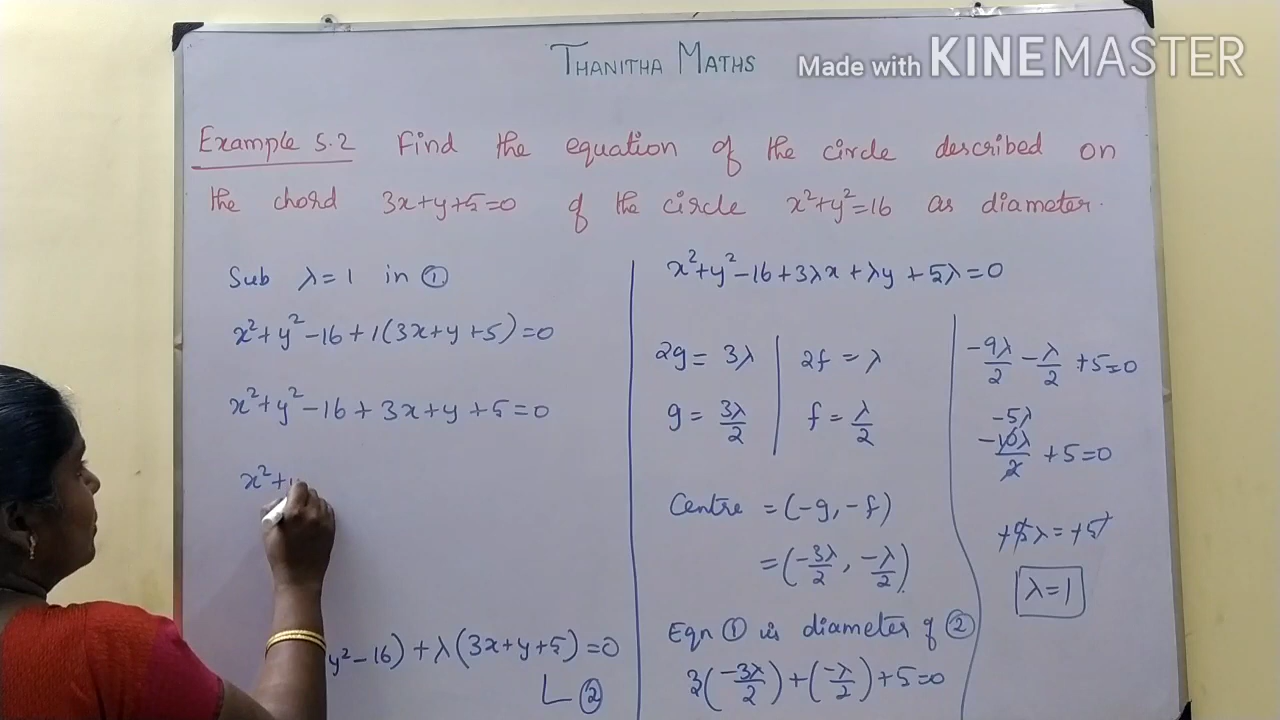 THANITHA MATHS
Made with KINEMASTER
Example 5.2 Find the equation of the circle described on
the chord 3x+y+5=0 of the circle x²+y²=16 as diameter.
Sub λ=1 in ①
x²+y²-16+1(3x+y+5)=0
x²+y²-16+3x+y+5=0
x²+
y²-16)+λ(3x+y+5)=0
②
x²+y²-16+3λx+λy+5λ=0
2g=3λ
g=3λ/2
2f=λ
f=λ/2
Centre =(-g,-f)
=(-3λ/2, -λ/2)
Eqn ① is diameter of ②
3(-3λ/2)+(-λ/2)+5=0
-9λ/2-λ/2+5=0
-5λ
-10λ/2+5=0
+5λ=+5
λ=1